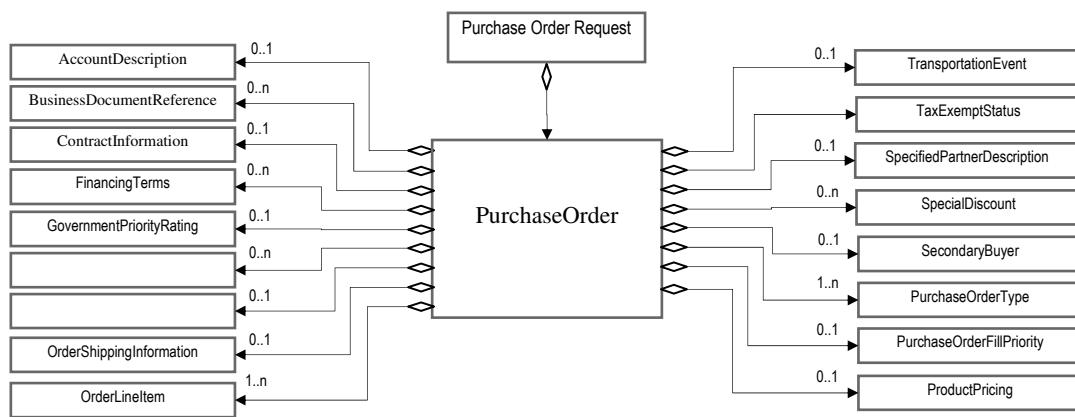 Purchase Order Request
0..1
AccountDescription
0..n
BusinessDocumentReference
0..1
ContractInformation
0..n
FinancingTerms
0..1
GovernmentPriorityRating
0..n
0..1
0..1
OrderShippingInformation
1..n
OrderLineItem
PurchaseOrder
0..1
TransportationEvent
TaxExemptStatus
0..1
SpecifiedPartnerDescription
0..n
SpecialDiscount
0..1
SecondaryBuyer
1..n
PurchaseOrderType
0..1
PurchaseOrderFillPriority
0..1
ProductPricing